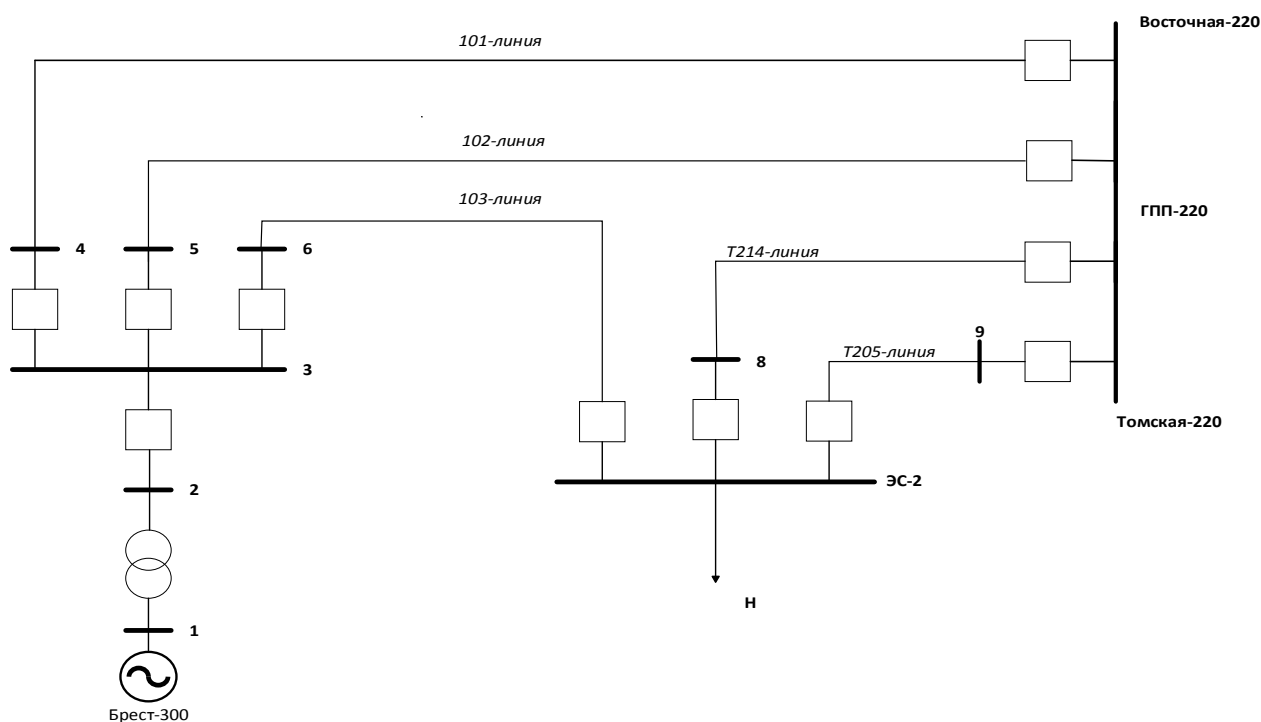 Восточная-220
101-линия
102-линия
103-линия
ГПП-220
4
5
6
Т214-линия
9
Т205-линия
8
3
Томская-220
ЭС-2
2
Н
1
Брест-300